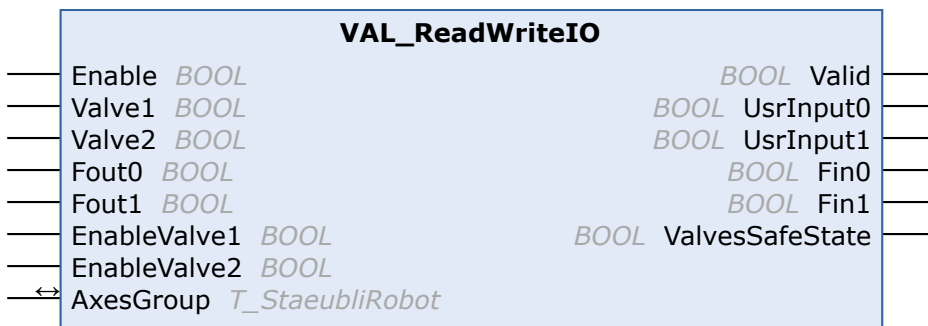 VAL_ReadWriteIO
Enable BOOL BOOL Valid
Valve1 BOOL BOOL UsrInput0
Valve2 BOOL BOOL UsrInput1
Fout0 BOOL BOOL Fin0
Fout1 BOOL BOOL Fin1
EnableValve1 BOOL BOOL ValvesSafeState
EnableValve2 BOOL
↔ AxesGroup T_StaeubliRobot